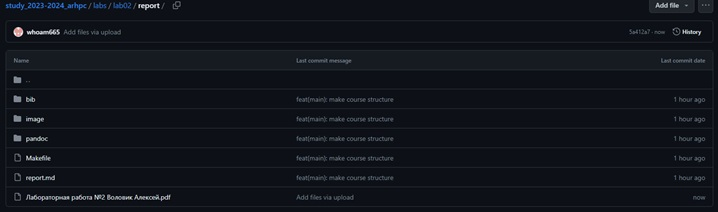 study_2023-2024_arhpc / labs / lab02 / report /
Add file
whoam665 Add files via upload 5a412a7 · now History
Name Last commit message Last commit date
..
bib feat(main): make course structure 1 hour ago
image feat(main): make course structure 1 hour ago
pandoc feat(main): make course structure 1 hour ago
Makefile feat(main): make course structure 1 hour ago
report.md feat(main): make course structure 1 hour ago
Лабораторная работа №2 Воловик Алексей.pdf Add files via upload now